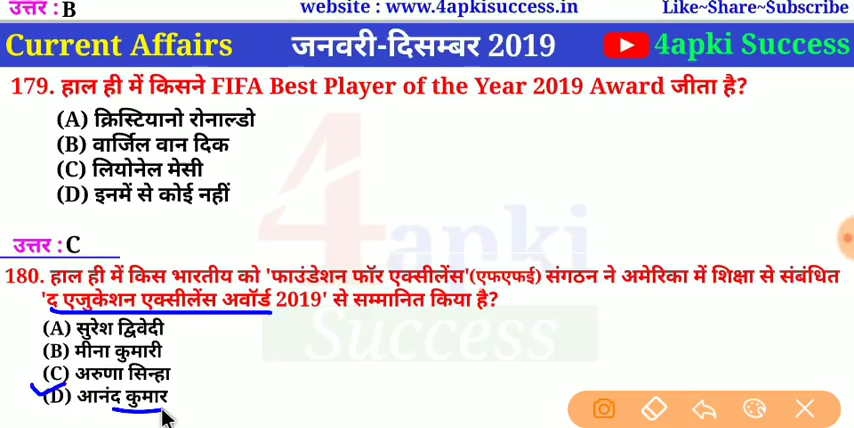 उत्तर : B website : www.4apkisuccess.in Like~Share~Subscribe
Current Affairs जनवरी-दिसम्बर 2019 4apki Success
179. हाल ही में किसने FIFA Best Player of the Year 2019 Award जीता है?
(A) क्रिस्टियानो रोनाल्डो
(B) वार्जिल वान दिक
(C) लियोनेल मेसी
(D) इनमें से कोई नहीं
4apki
Success
उत्तर : C
180. हाल ही में किस भारतीय को 'फाउंडेशन फॉर एक्सीलेंस'(एफएफई) संगठन ने अमेरिका में शिक्षा से संबंधित
'द एजुकेशन एक्सीलेंस अवॉर्ड 2019' से सम्मानित किया है?
(A) सुरेश द्विवेदी
(B) मीना कुमारी
(C) अरुणा सिन्हा
(D) आनंद कुमार